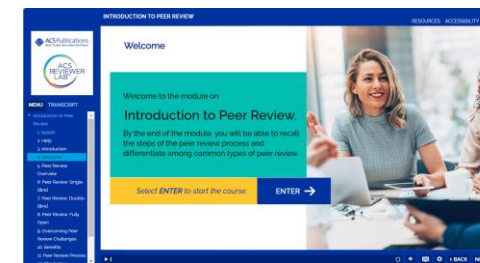 INTRODUCTION TO PEER REVIEW
RESOURCES ACCESSIBILITY
ACS Publications
ACS
REVIEWER
LAB
MENU TRANSCRIPT
Introduction to Peer
Review
2. Help
3. Introduction
4. Welcome
5. Peer Review
Overview
6. Peer Review: Single-
Blind
7. Peer Review: Double-
Blind
8. Peer Review: Fully
Open
9. Overcoming Peer
Review Challenges
10. Benefits
11. Peer Review Process
Welcome
Welcome to the module on
Introduction to Peer Review.
By the end of the module, you will be able to recall
the steps of the peer review process and
differentiate among common types of peer review.
Select ENTER to start the course.
ENTER →
BACK